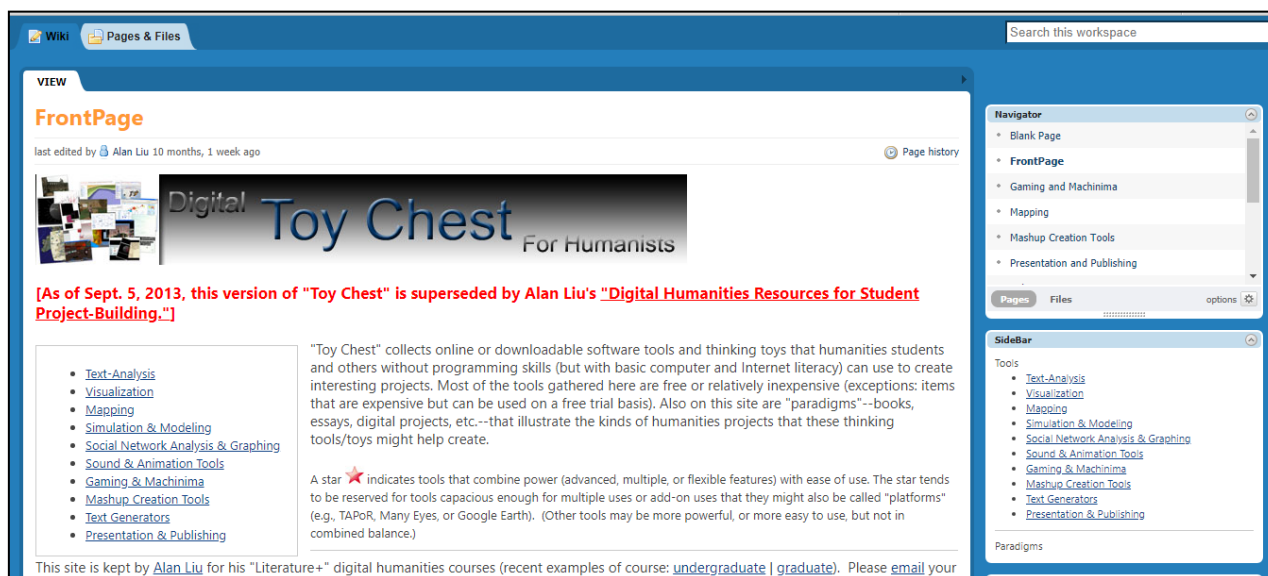 Wiki
Pages & Files
Search this workspace
VIEW
FrontPage
last edited by Alan Liu 10 months, 1 week ago
Page history
Digital Toy Chest For Humanists
[As of Sept. 5, 2013, this version of "Toy Chest" is superseded by Alan Liu's "Digital Humanities Resources for Student
Project-Building."]
Text-Analysis
Visualization
Mapping
Simulation & Modeling
Social Network Analysis & Graphing
Sound & Animation Tools
Gaming & Machinima
Mashup Creation Tools
Text Generators
Presentation & Publishing
"Toy Chest" collects online or downloadable software tools and thinking toys that humanities students
and others without programming skills (but with basic computer and Internet literacy) can use to create
interesting projects. Most of the tools gathered here are free or relatively inexpensive (exceptions: items
that are expensive but can be used on a free trial basis). Also on this site are "paradigms"--books,
essays, digital projects, etc.--that illustrate the kinds of humanities projects that these thinking
tools/toys might help create.
A star indicates tools that combine power (advanced, multiple, or flexible features) with ease of use. The star tends
to be reserved for tools capacious enough for multiple uses or add-on uses that they might also be called "platforms"
(e.g., TAPoR, Many Eyes, or Google Earth). (Other tools may be more powerful, or more easy to use, but not in
combined balance.)
This site is kept by Alan Liu for his "Literature+" digital humanities courses (recent examples of course: undergraduate | graduate). Please email your
Navigator
Blank Page
FrontPage
Gaming and Machinima
Mapping
Mashup Creation Tools
Presentation and Publishing
Pages
Files
options
SideBar
Tools
Text-Analysis
Visualization
Mapping
Simulation & Modeling
Social Network Analysis & Graphing
Sound & Animation Tools
Gaming & Machinima
Mashup Creation Tools
Text Generators
Presentation & Publishing
Paradigms